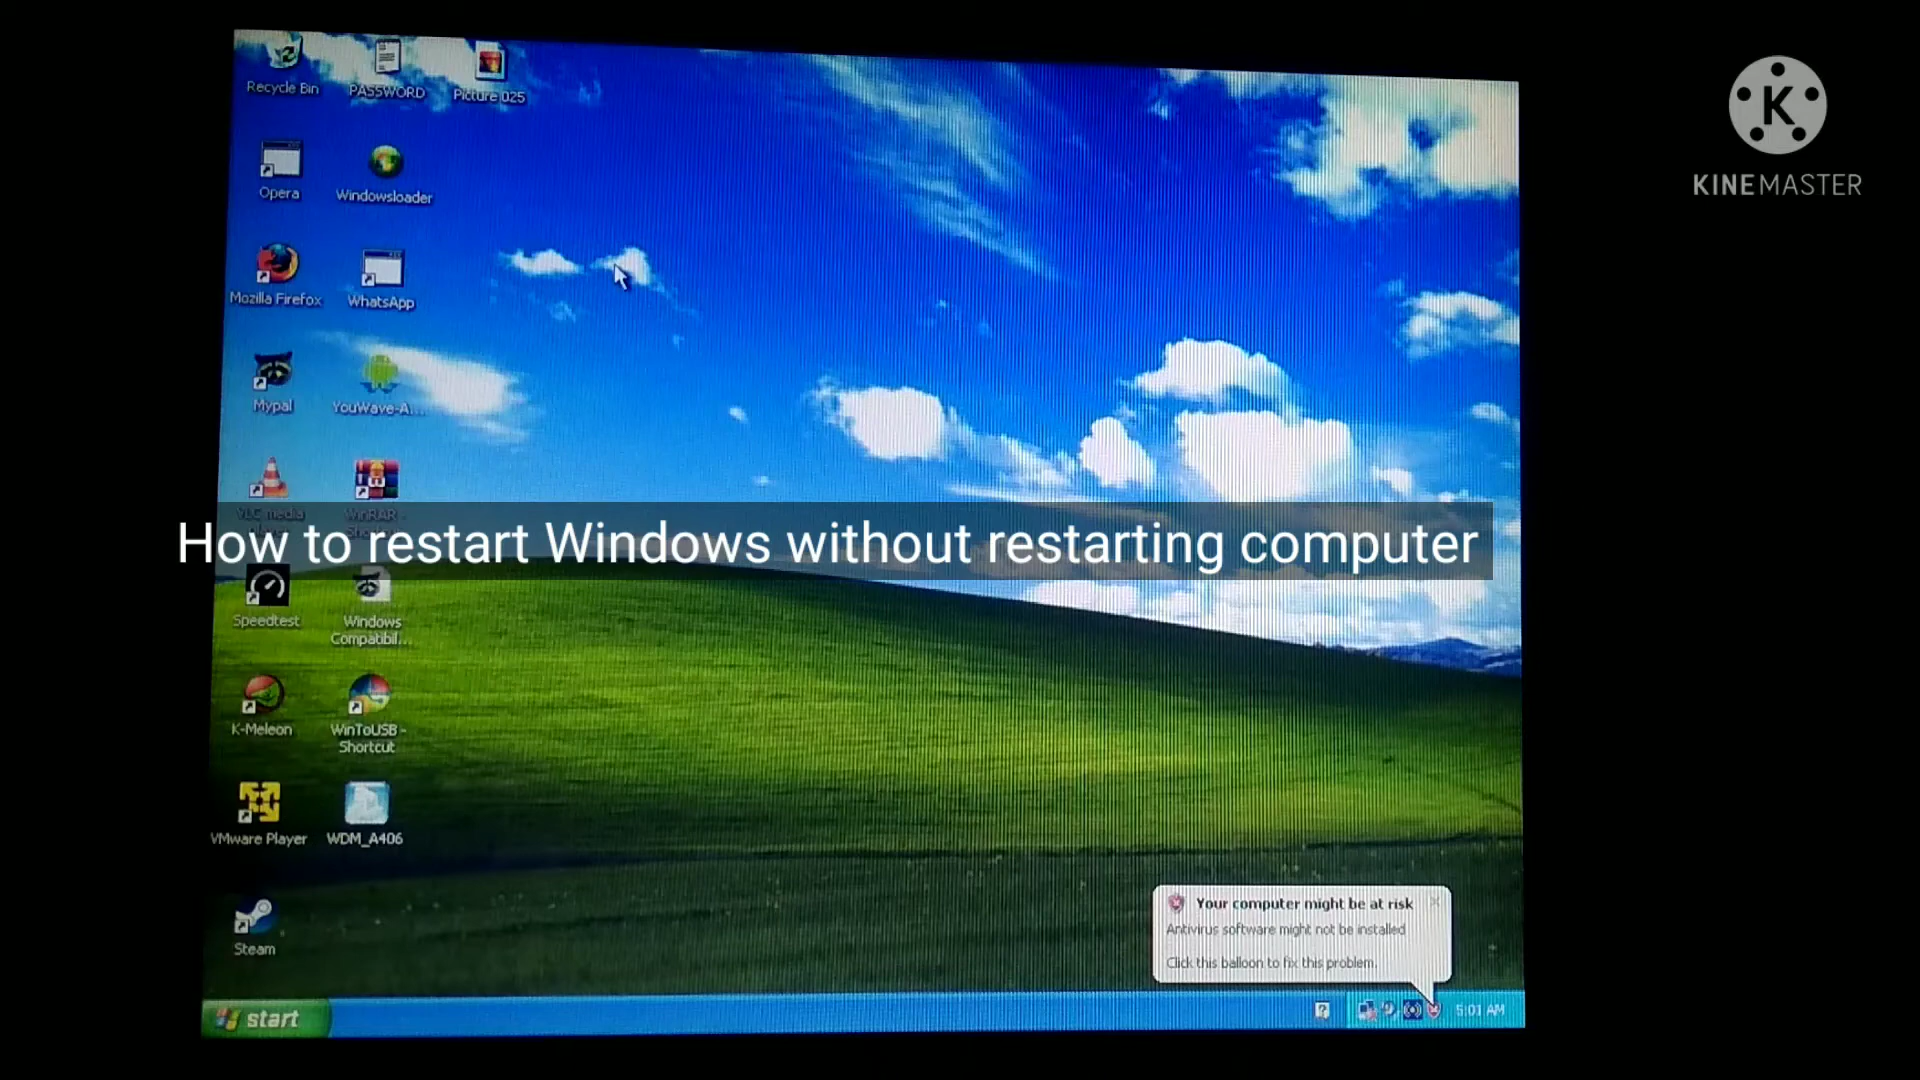 Recycle Bin
PASSWORD
Picture 025
Opera
Windowsloader
Mozilla Firefox
WhatsApp
Mypal
YouWave-A...
VLC media
WinRAR -
How to restart Windows without restarting computer
Speedtest
Windows
Compatibil...
K-Meleon
WinToUSB -
Shortcut
VMware Player
WDM_A406
Steam
Your computer might be at risk
Antivirus software might not be installed
Click this balloon to fix this problem.
start
5:01 AM
K
KINEMASTER